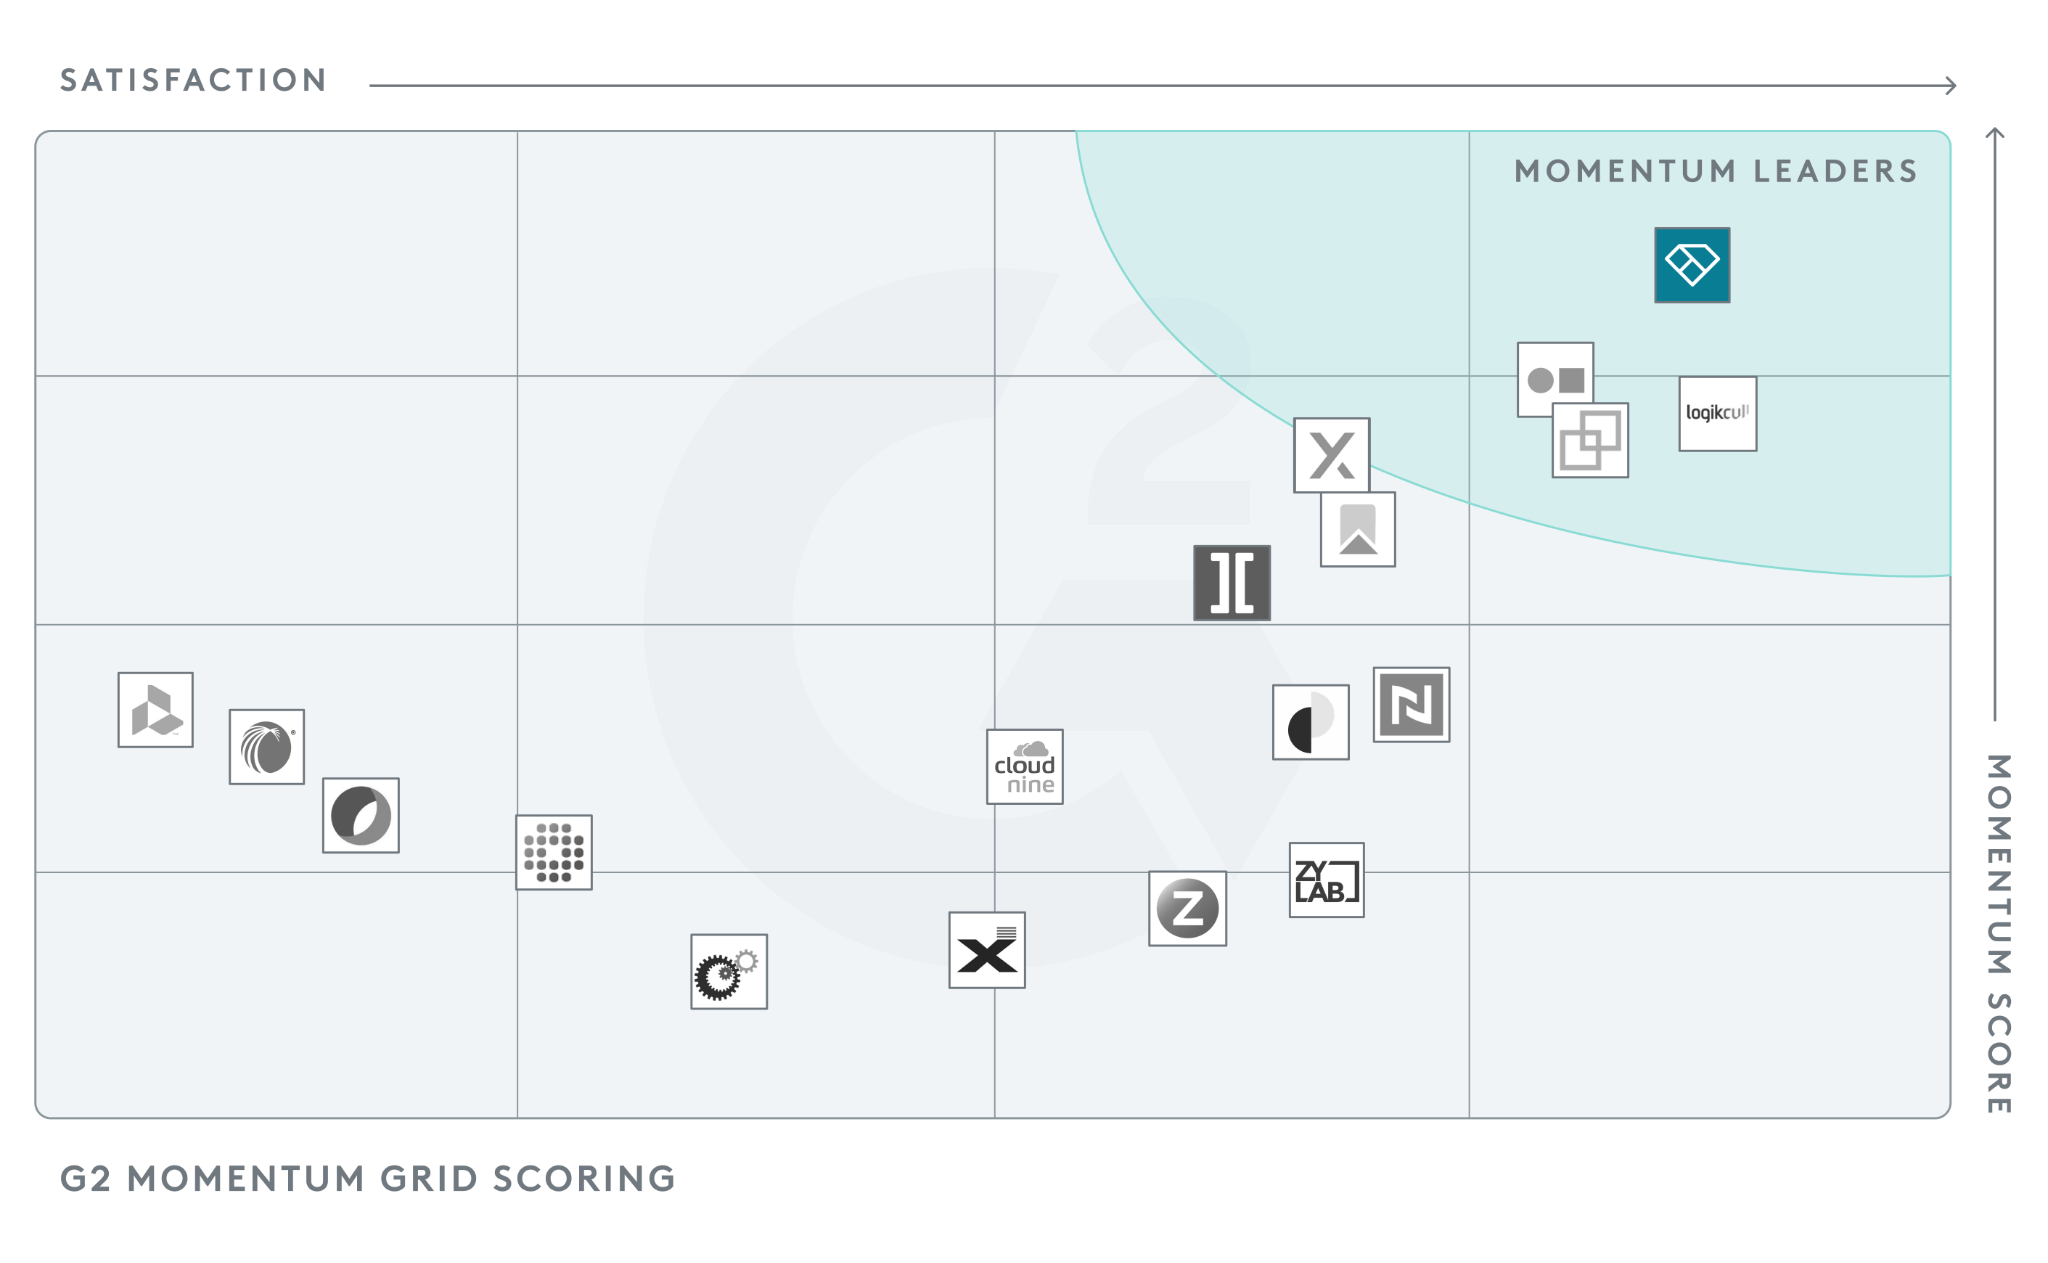 SATISFACTION
MOMENTUM LEADERS
logikcull
cloud
nine
Z
ZY
LAB
MOMENTUM SCORE
G2 MOMENTUM GRID SCORING